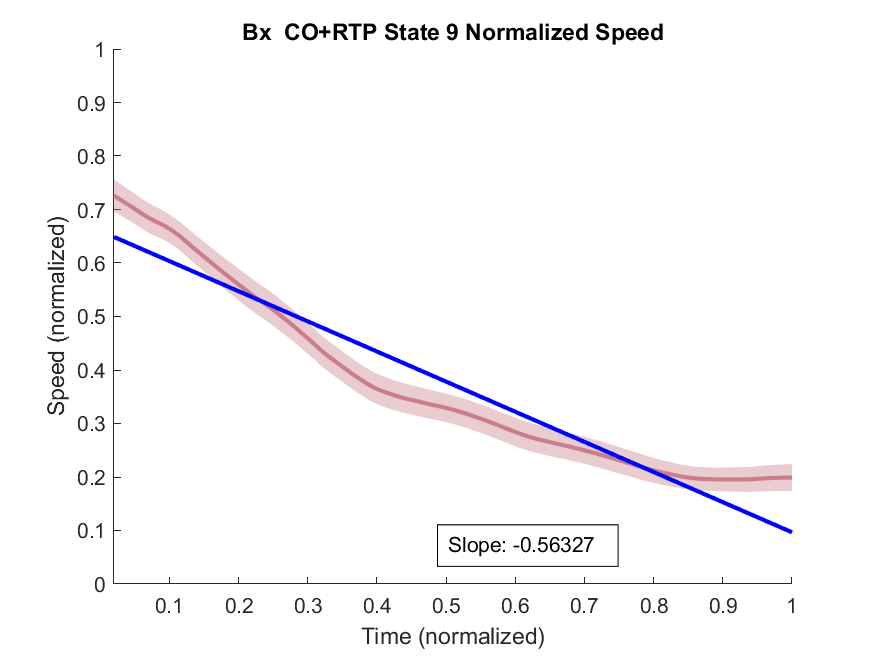 Bx  CO+RTP State 9 Normalized Speed
1
0.9
0.8
0.7
0.6
0.5
0.4
0.3
0.2
0.1
0
Speed (normalized)
Slope: -0.56327
0.1 0.2 0.3 0.4 0.5 0.6 0.7 0.8 0.9 1
Time (normalized)